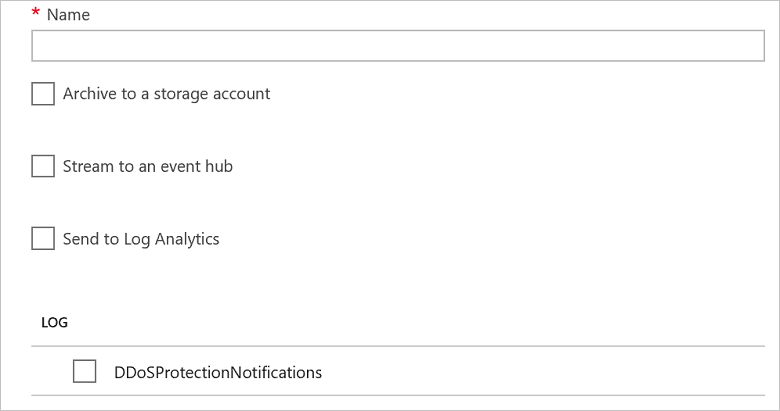 * Name
Archive to a storage account
Stream to an event hub
Send to Log Analytics
LOG
DDoSProtectionNotifications